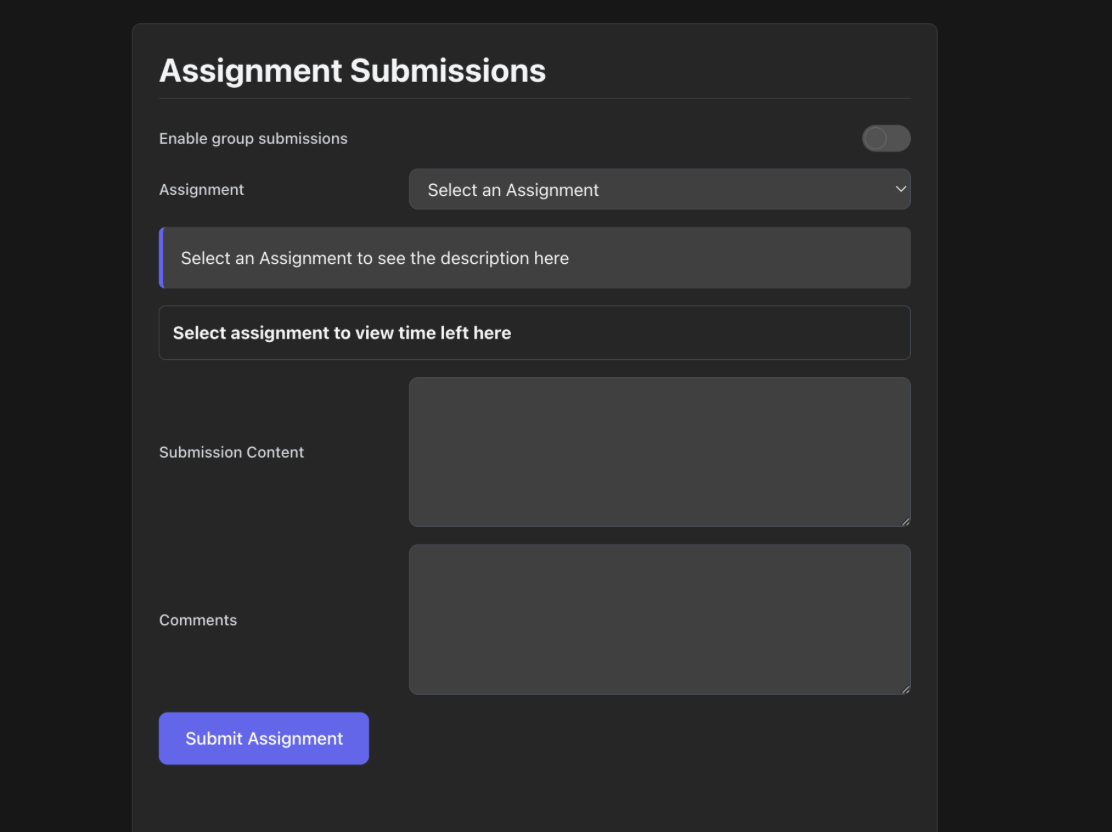 Assignment Submissions
Enable group submissions
Assignment
Select an Assignment
Select an Assignment to see the description here
Select assignment to view time left here
Submission Content
Comments
Submit Assignment